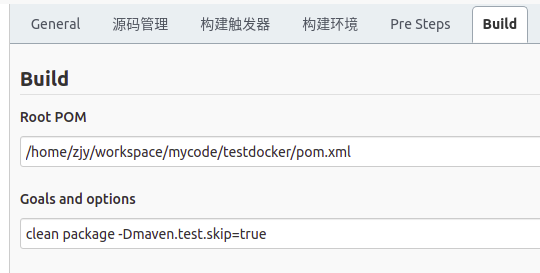 General 源码管理 构建触发器 构建环境 Pre Steps Build
Build
Root POM
/home/zjy/workspace/mycode/testdocker/pom.xml
Goals and options
clean package -Dmaven.test.skip=true